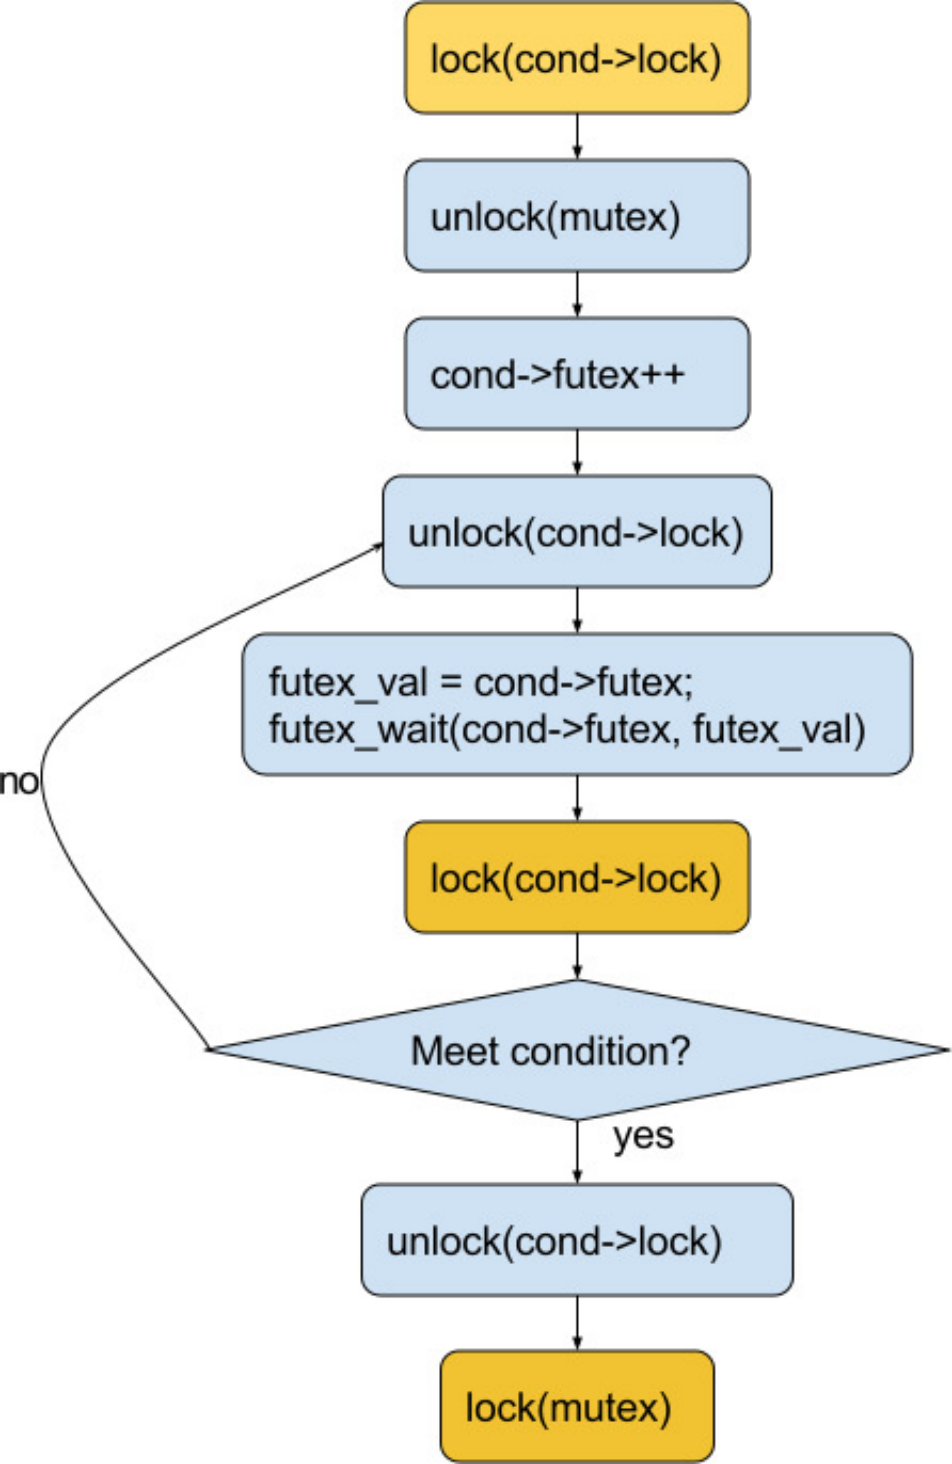 lock(cond->lock)
unlock(mutex)
cond->futex++
unlock(cond->lock)
futex_val = cond->futex;
futex_wait(cond->futex, futex_val)
no
lock(cond->lock)
Meet condition?
yes
unlock(cond->lock)
lock(mutex)